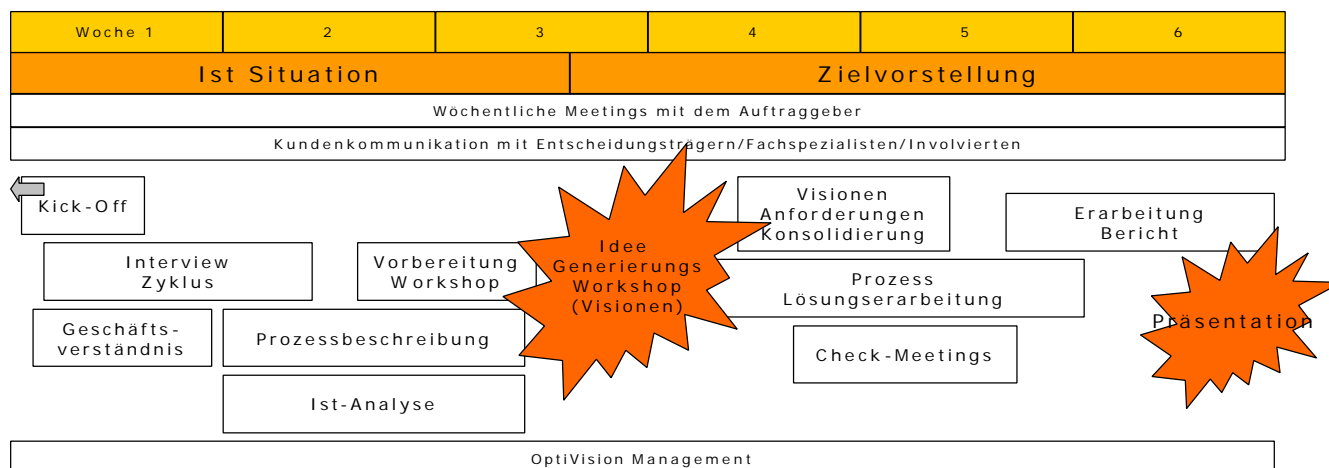 Woche 1
2
3
4
5
6
Ist Situation
Zielvorstellung
Wöchentliche Meetings mit dem Auftraggeber
Kundenkommunikation mit Entscheidungsträgern/Fachspezialisten/Involvierten
Kick-Off
Interview
Zyklus
Vorbereitung
Workshop
Geschäfts-
verständnis
Prozessbeschreibung
Ist-Analyse
Idee
Generierungs
Workshop
(Visionen)
Visionen
Anforderungen
Konsolidierung
Erarbeitung
Bericht
Prozess
Lösungserarbeitung
Check-Meetings
Präsentation
OptiVision Management